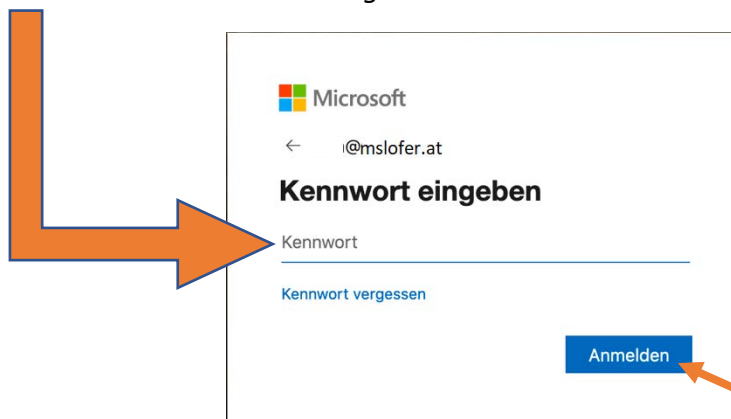 Microsoft
← @mslofer.at
Kennwort eingeben
Kennwort
Kennwort vergessen
Anmelden